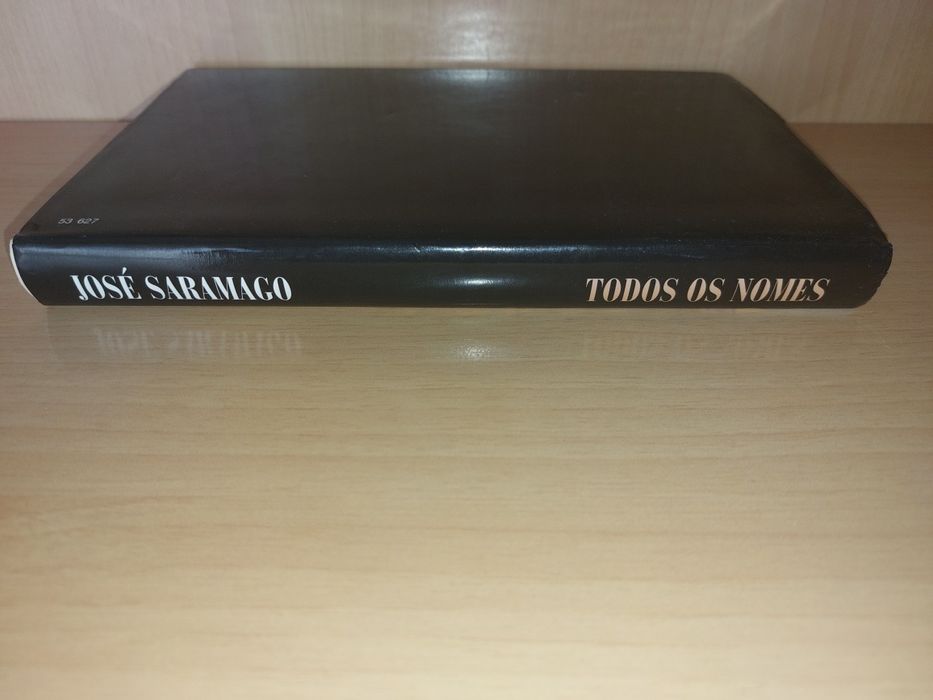 53 627
JOSÉ SARAMAGO TODOS OS NOMES